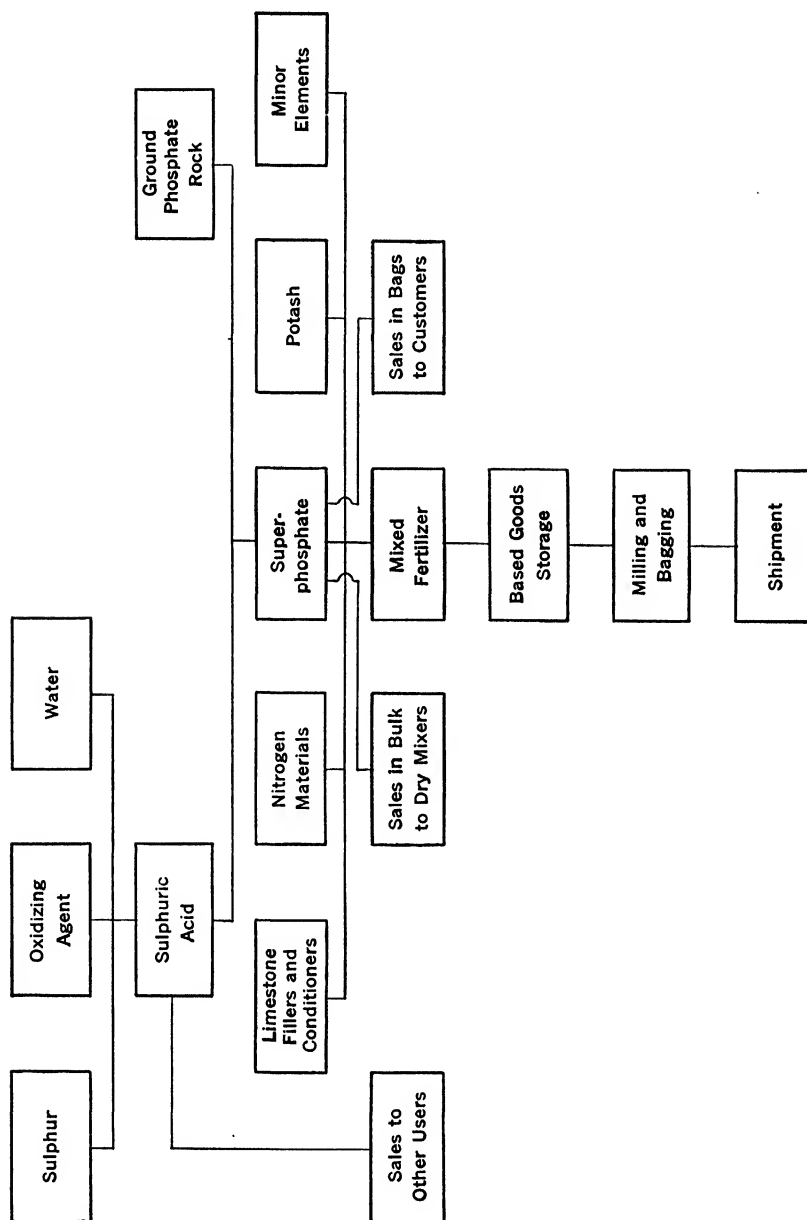 Sulphur
Oxidizing
Agent
Water
Sulphuric
Acid
Ground
Phosphate
Rock
Limestone
Fillers and
Conditioners
Nitrogen
Materials
Super-
phosphate
Potash
Minor
Elements
Sales to
Other Users
Sales in Bulk
to Dry Mixers
Mixed
Fertilizer
Sales in Bags
to Customers
Based Goods
Storage
Milling and
Bagging
Shipment